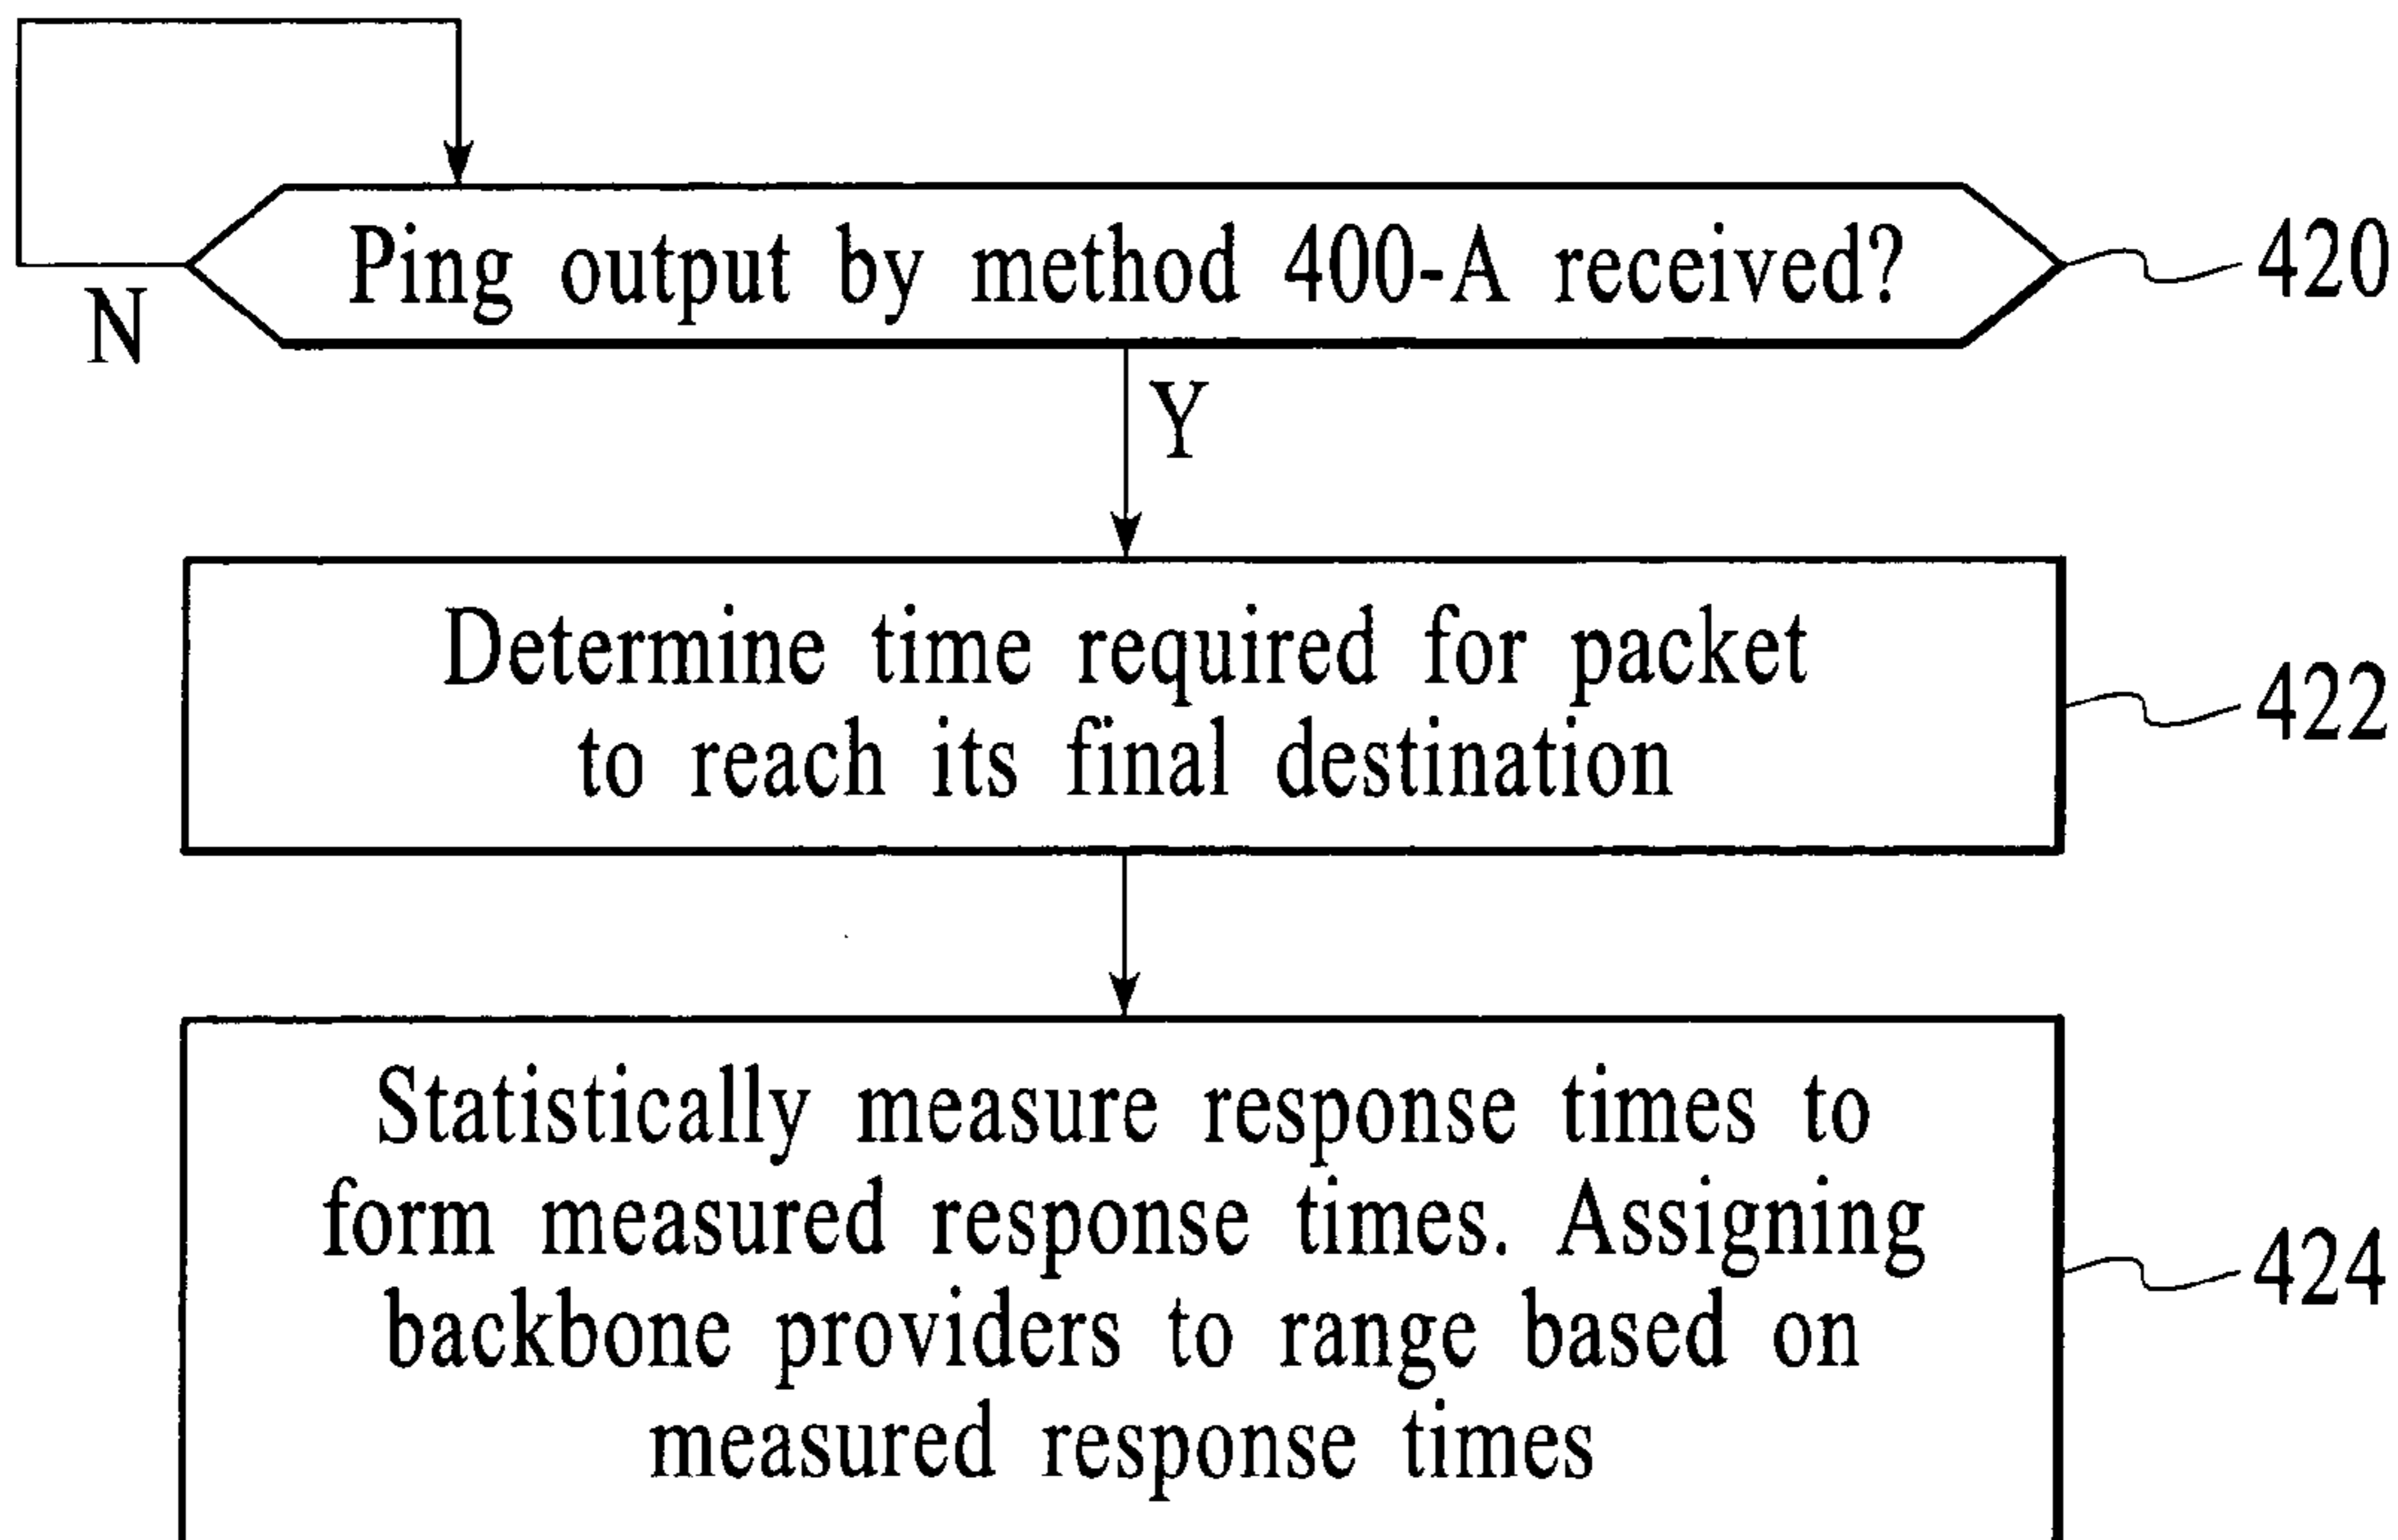 Ping output by method 400-A received?
420
N
Y
Determine time required for packet
to reach its final destination
422
Statistically measure response times to
form measured response times. Assigning
backbone providers to range based on
measured response times
424